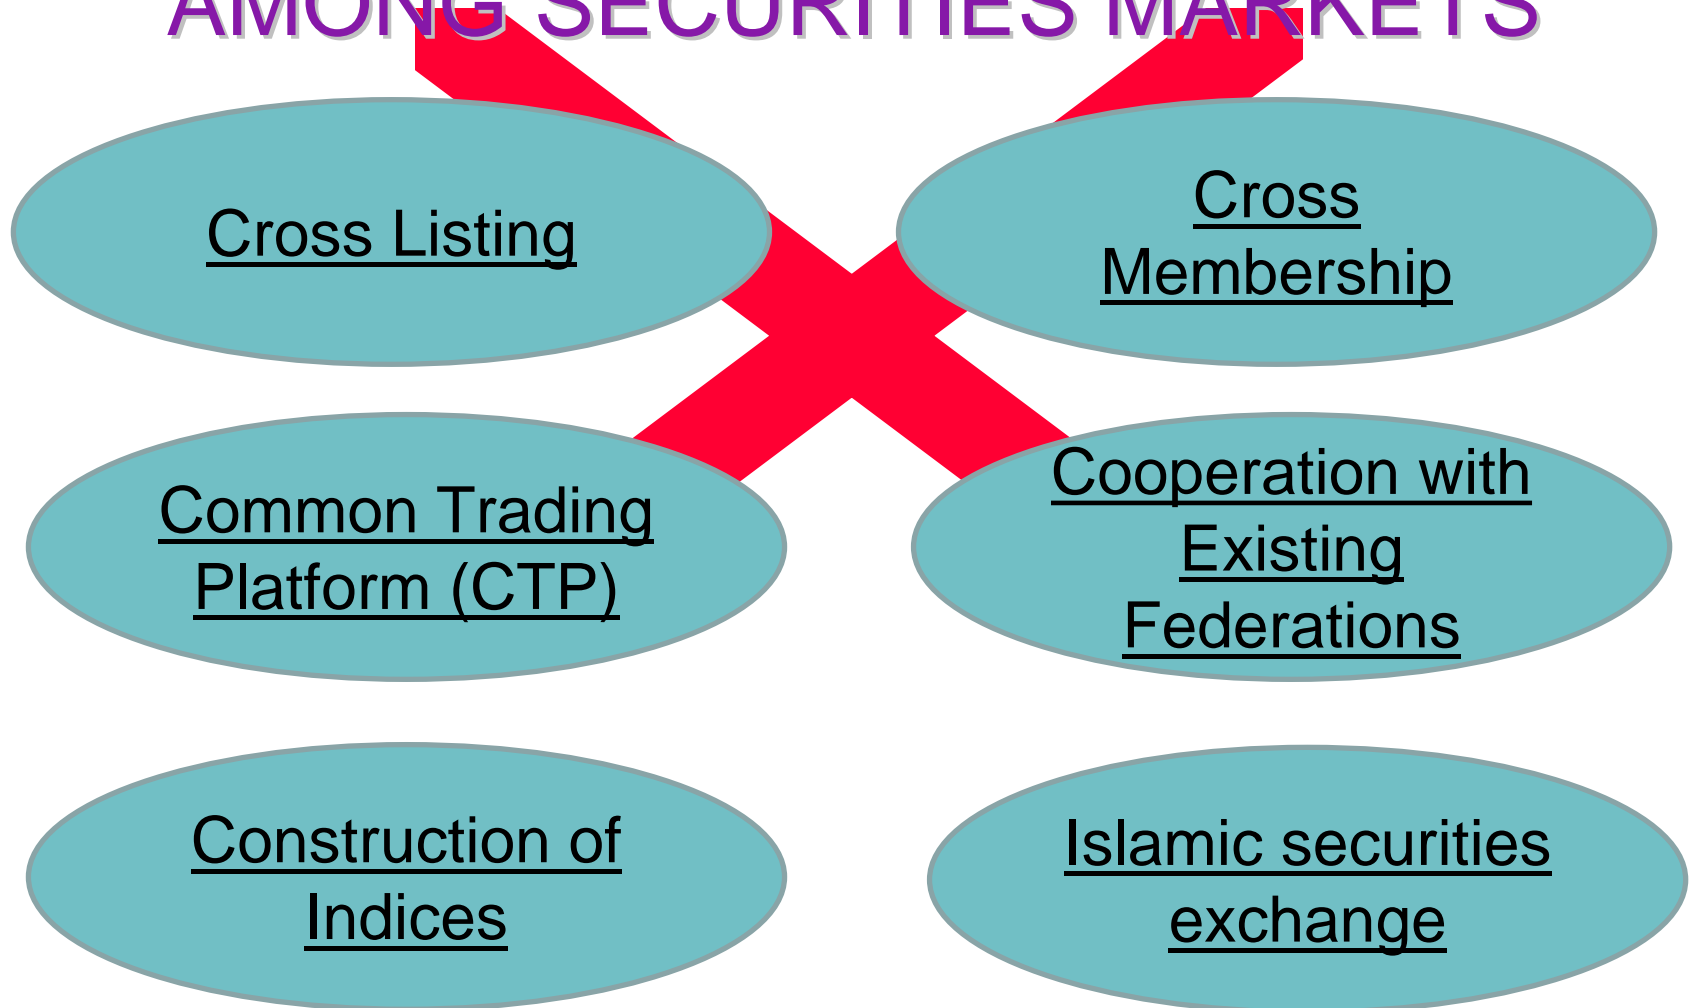 AMONG SECURITIES MARKETS
Cross Listing
Cross
Membership
Common Trading
Platform (CTP)
Cooperation with
Existing
Federations
Construction of
Indices
Islamic securities
exchange